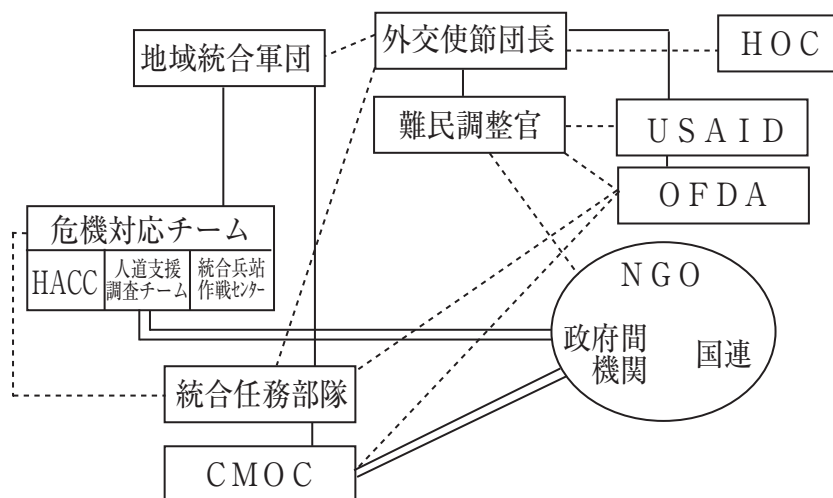 地域統合軍団
外交使節団長
HOC
難民調整官
USAID
OFDA
危機対応チーム
HACC
人道支援
調査チーム
統合兵站
作戦センター
NGO
政府間
機関
国連
統合任務部隊
CMOC